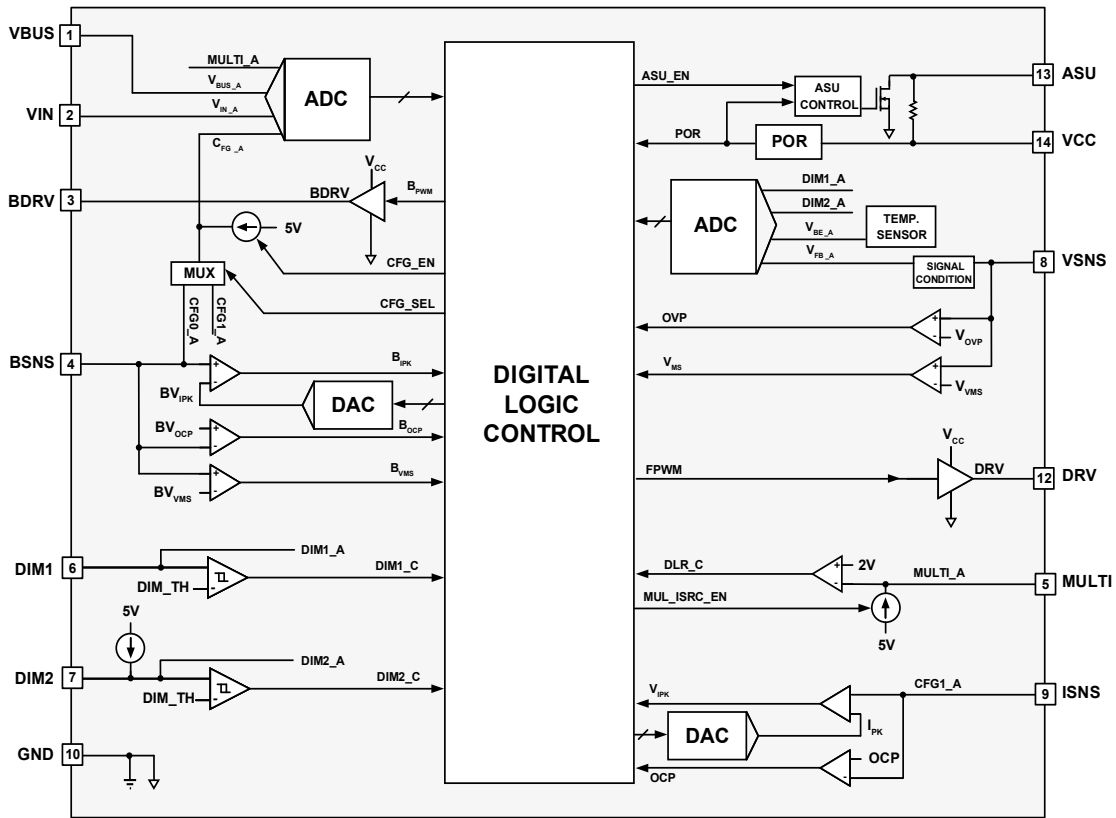 VBUS 1
VIN 2
BDRV 3
BSNS 4
DIM1 6
DIM2 7
GND 10
MULTI_A
VBUS_A
VIN_A
CFG_A
ADC
VCC
BDRV
BPWM
5V
CFG_EN
MUX
CFG_SEL
CFG0_A
CFG1_A
+
-
BIPK
BVIPK
DAC
BVOCP
+
-
BOCP
BVVMS
+
-
BVMS
DIM1_A
DIM_TH
-
DIM1_C
5V
DIM2_A
DIM_TH
-
DIM2_C
DIGITAL
LOGIC
CONTROL
ASU_EN
ASU
CONTROL
POR
POR
ADC
DIM1_A
DIM2_A
VBE_A
TEMP.
SENSOR
VFB_A
SIGNAL
CONDITION
OVP
+
-
VOVP
VMS
+
-
VVMS
FPWM
VCC
DRV
DLR_C
+
-
2V
MULTI_A
MUL_ISRC_EN
5V
VIPK
CFG1_A
DAC
IPK
OCP
-
OCP
13 ASU
14 VCC
8 VSNS
12 DRV
5 MULTI
9 ISNS